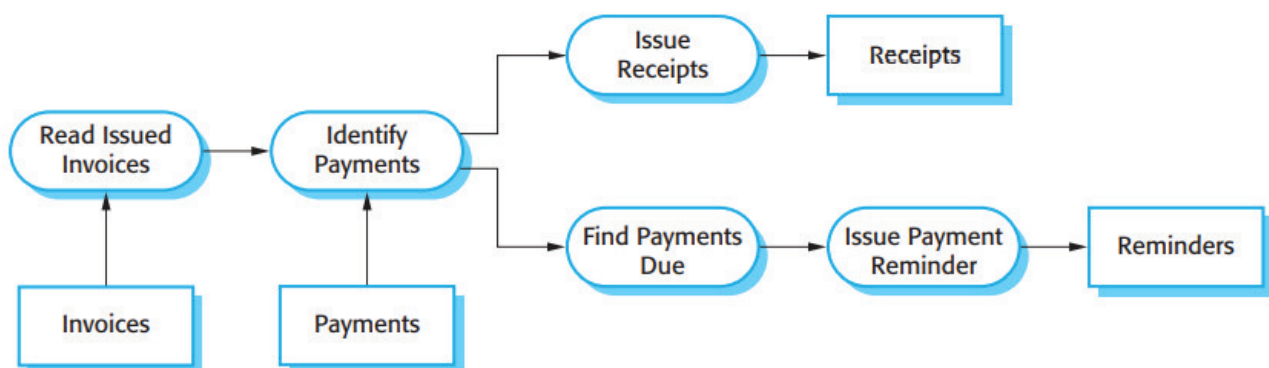 Issue
Receipts
Receipts
Read Issued
Invoices
Identify
Payments
Find Payments
Due
Issue Payment
Reminder
Reminders
Invoices
Payments